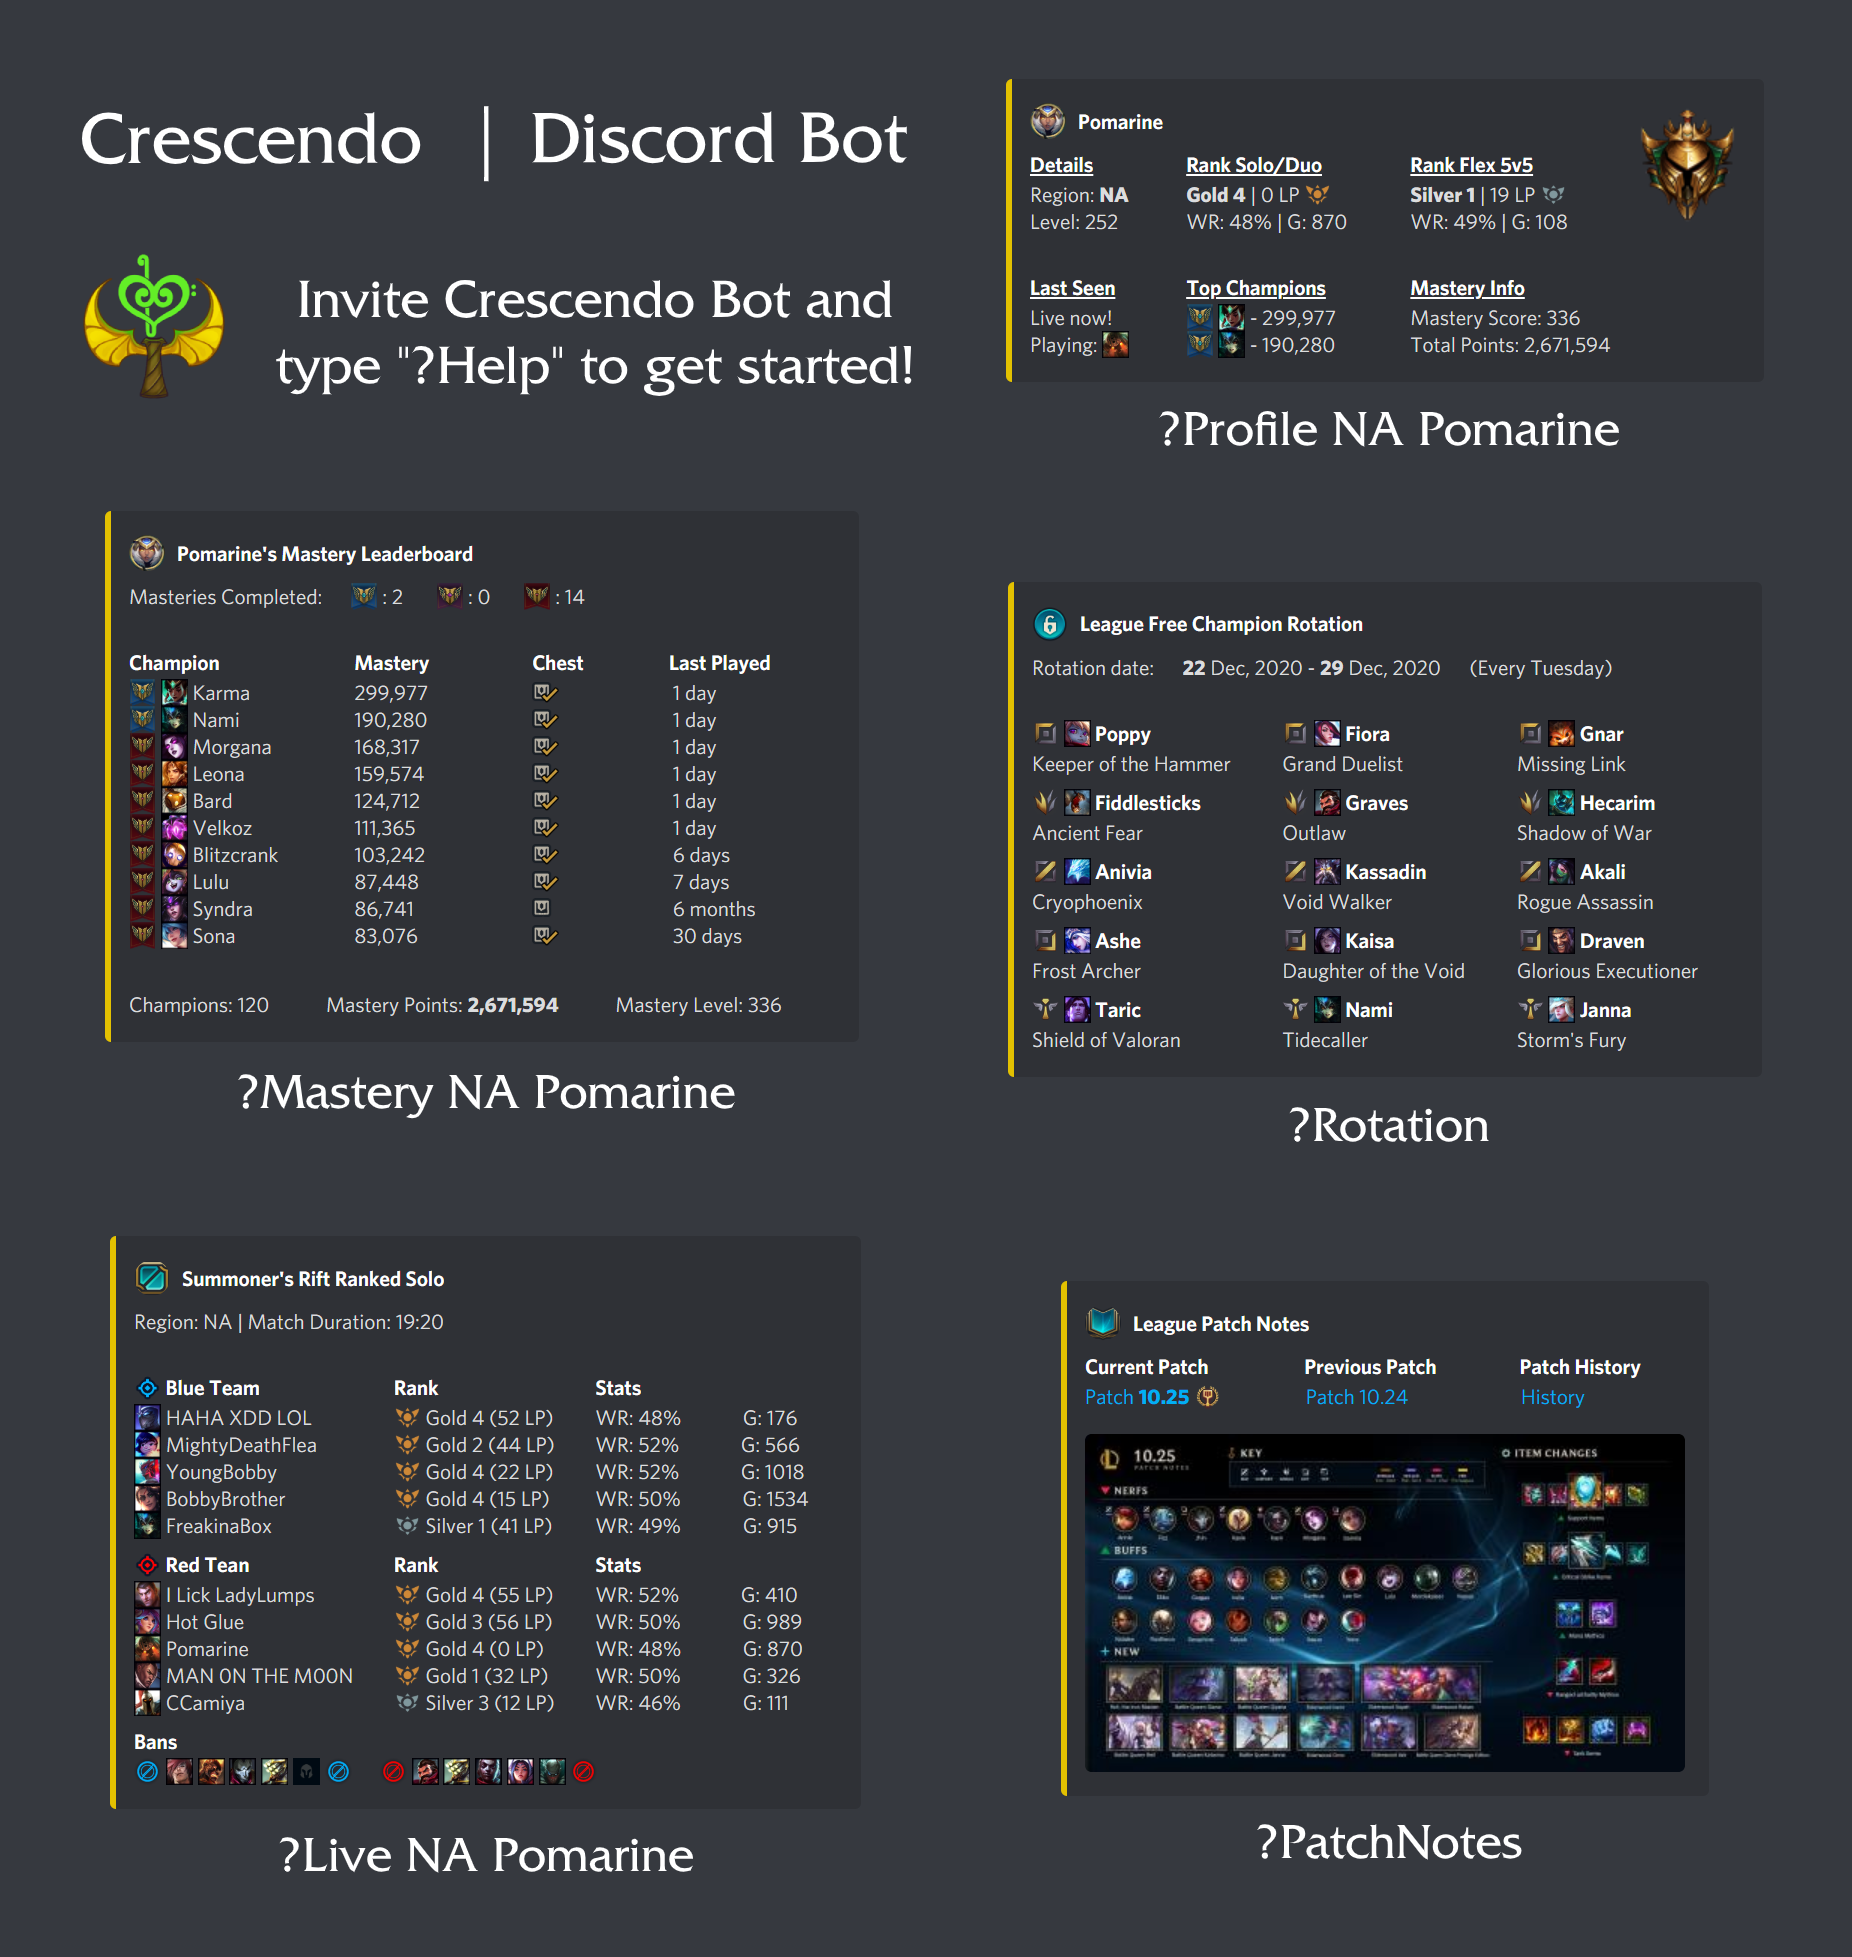 Crescendo | Discord Bot
Invite Crescendo Bot and
type "?Help" to get started!
Pomarine
Details Rank Solo/Duo Rank Flex 5v5
Region: NA Gold 4 | 0 LP Silver 1 | 19 LP
Level: 252 WR: 48% | G: 870 WR: 49% | G: 108
Last Seen Top Champions Mastery Info
Live now! - 299,977 Mastery Score: 336
Playing: - 190,280 Total Points: 2,671,594
?Profile NA Pomarine
Pomarine's Mastery Leaderboard
Masteries Completed: : 2 : 0 : 14
Champion Mastery Chest Last Played
Karma 299,977 1 day
Nami 190,280 1 day
Morgana 168,317 1 day
Leona 159,574 1 day
Bard 124,712 1 day
Velkoz 111,365 1 day
Blitzcrank 103,242 6 days
Lulu 87,448 7 days
Syndra 86,741 6 months
Sona 83,076 30 days
Champions: 120 Mastery Points: 2,671,594 Mastery Level: 336
?Mastery NA Pomarine
League Free Champion Rotation
Rotation date: 22 Dec, 2020 - 29 Dec, 2020 (Every Tuesday)
Poppy Fiora Gnar
Keeper of the Hammer Grand Duelist Missing Link
Fiddlesticks Graves Hecarim
Ancient Fear Outlaw Shadow of War
Anivia Kassadin Akali
Cryophoenix Void Walker Rogue Assassin
Ashe Kaisa Draven
Frost Archer Daughter of the Void Glorious Executioner
Taric Nami Janna
Shield of Valoran Tidecaller Storm's Fury
?Rotation
Summoner's Rift Ranked Solo
Region: NA | Match Duration: 19:20
Blue Team Rank Stats
HAHA XDD LOL Gold 4 (52 LP) WR: 48% G: 176
MightyDeathFlea Gold 2 (44 LP) WR: 52% G: 566
YoungBobby Gold 4 (22 LP) WR: 52% G: 1018
BobbyBrother Gold 4 (15 LP) WR: 50% G: 1534
FreakinaBox Silver 1 (41 LP) WR: 49% G: 915
Red Tean Rank Stats
I Lick LadyLumps Gold 4 (55 LP) WR: 52% G: 410
Hot Glue Gold 3 (56 LP) WR: 50% G: 989
Pomarine Gold 4 (0 LP) WR: 48% G: 870
MAN 0N THE M00N Gold 1 (32 LP) WR: 50% G: 326
CCamiya Silver 3 (12 LP) WR: 46% G: 111
Bans
?Live NA Pomarine
League Patch Notes
Current Patch Previous Patch Patch History
Patch 10.25 Patch 10.24 History
10.25
PATCH NOTES
KEY
ITEM CHANGES
NERFS
Support Items
BUFFS
Critical Strike Items
Mana Mythics
NEW
Tank Items
?PatchNotes